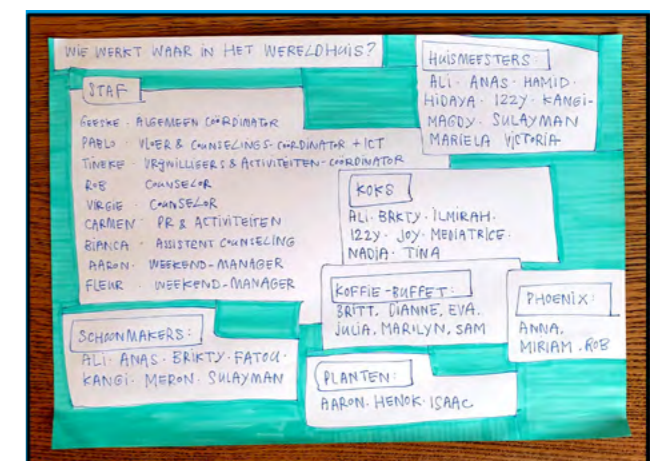 WIE WERKT WAAR IN HET WERELDHUIS?
STAF
GEESKE · ALGEMEEN COÖRDINATOR
PABLO · VLOER & COUNSELINGS-COÖRDINATOR + ICT
TINEKE · VRIJWILLIGERS & ACTIVITEITEN-COÖRDINATOR
ROB COUNSELOR
VIRGIE · COUNSELOR
CARMEN · PR & ACTIVITEITEN
BIANCA · ASSISTENT COUNSELING
AARON · WEEKEND-MANAGER
FLEUR · WEEKEND-MANAGER
SCHOONMAKERS:
ALI · ANAS · BRIKTY · FATOU ·
KANGI · MERON · SULAYMAN
HUISMEESTERS:
ALI · ANAS · HAMID ·
HIDAYA · IZZY · KANGI-
MAGDY · SULAYMAN
MARIELA VICTORIA
KOKS
ALI · BRKTY · ILMIRAH ·
IZZY · JOY · MEDIATRICE ·
NADJA · TINA
KOFFIE-BUFFET:
BRITT. DIANNE, EVA.
JULIA. MARILYN, SAM
PHOENIX:
ANNA.
MIRIAM . ROB
PLANTEN:
AARON. HENOK. ISAAC